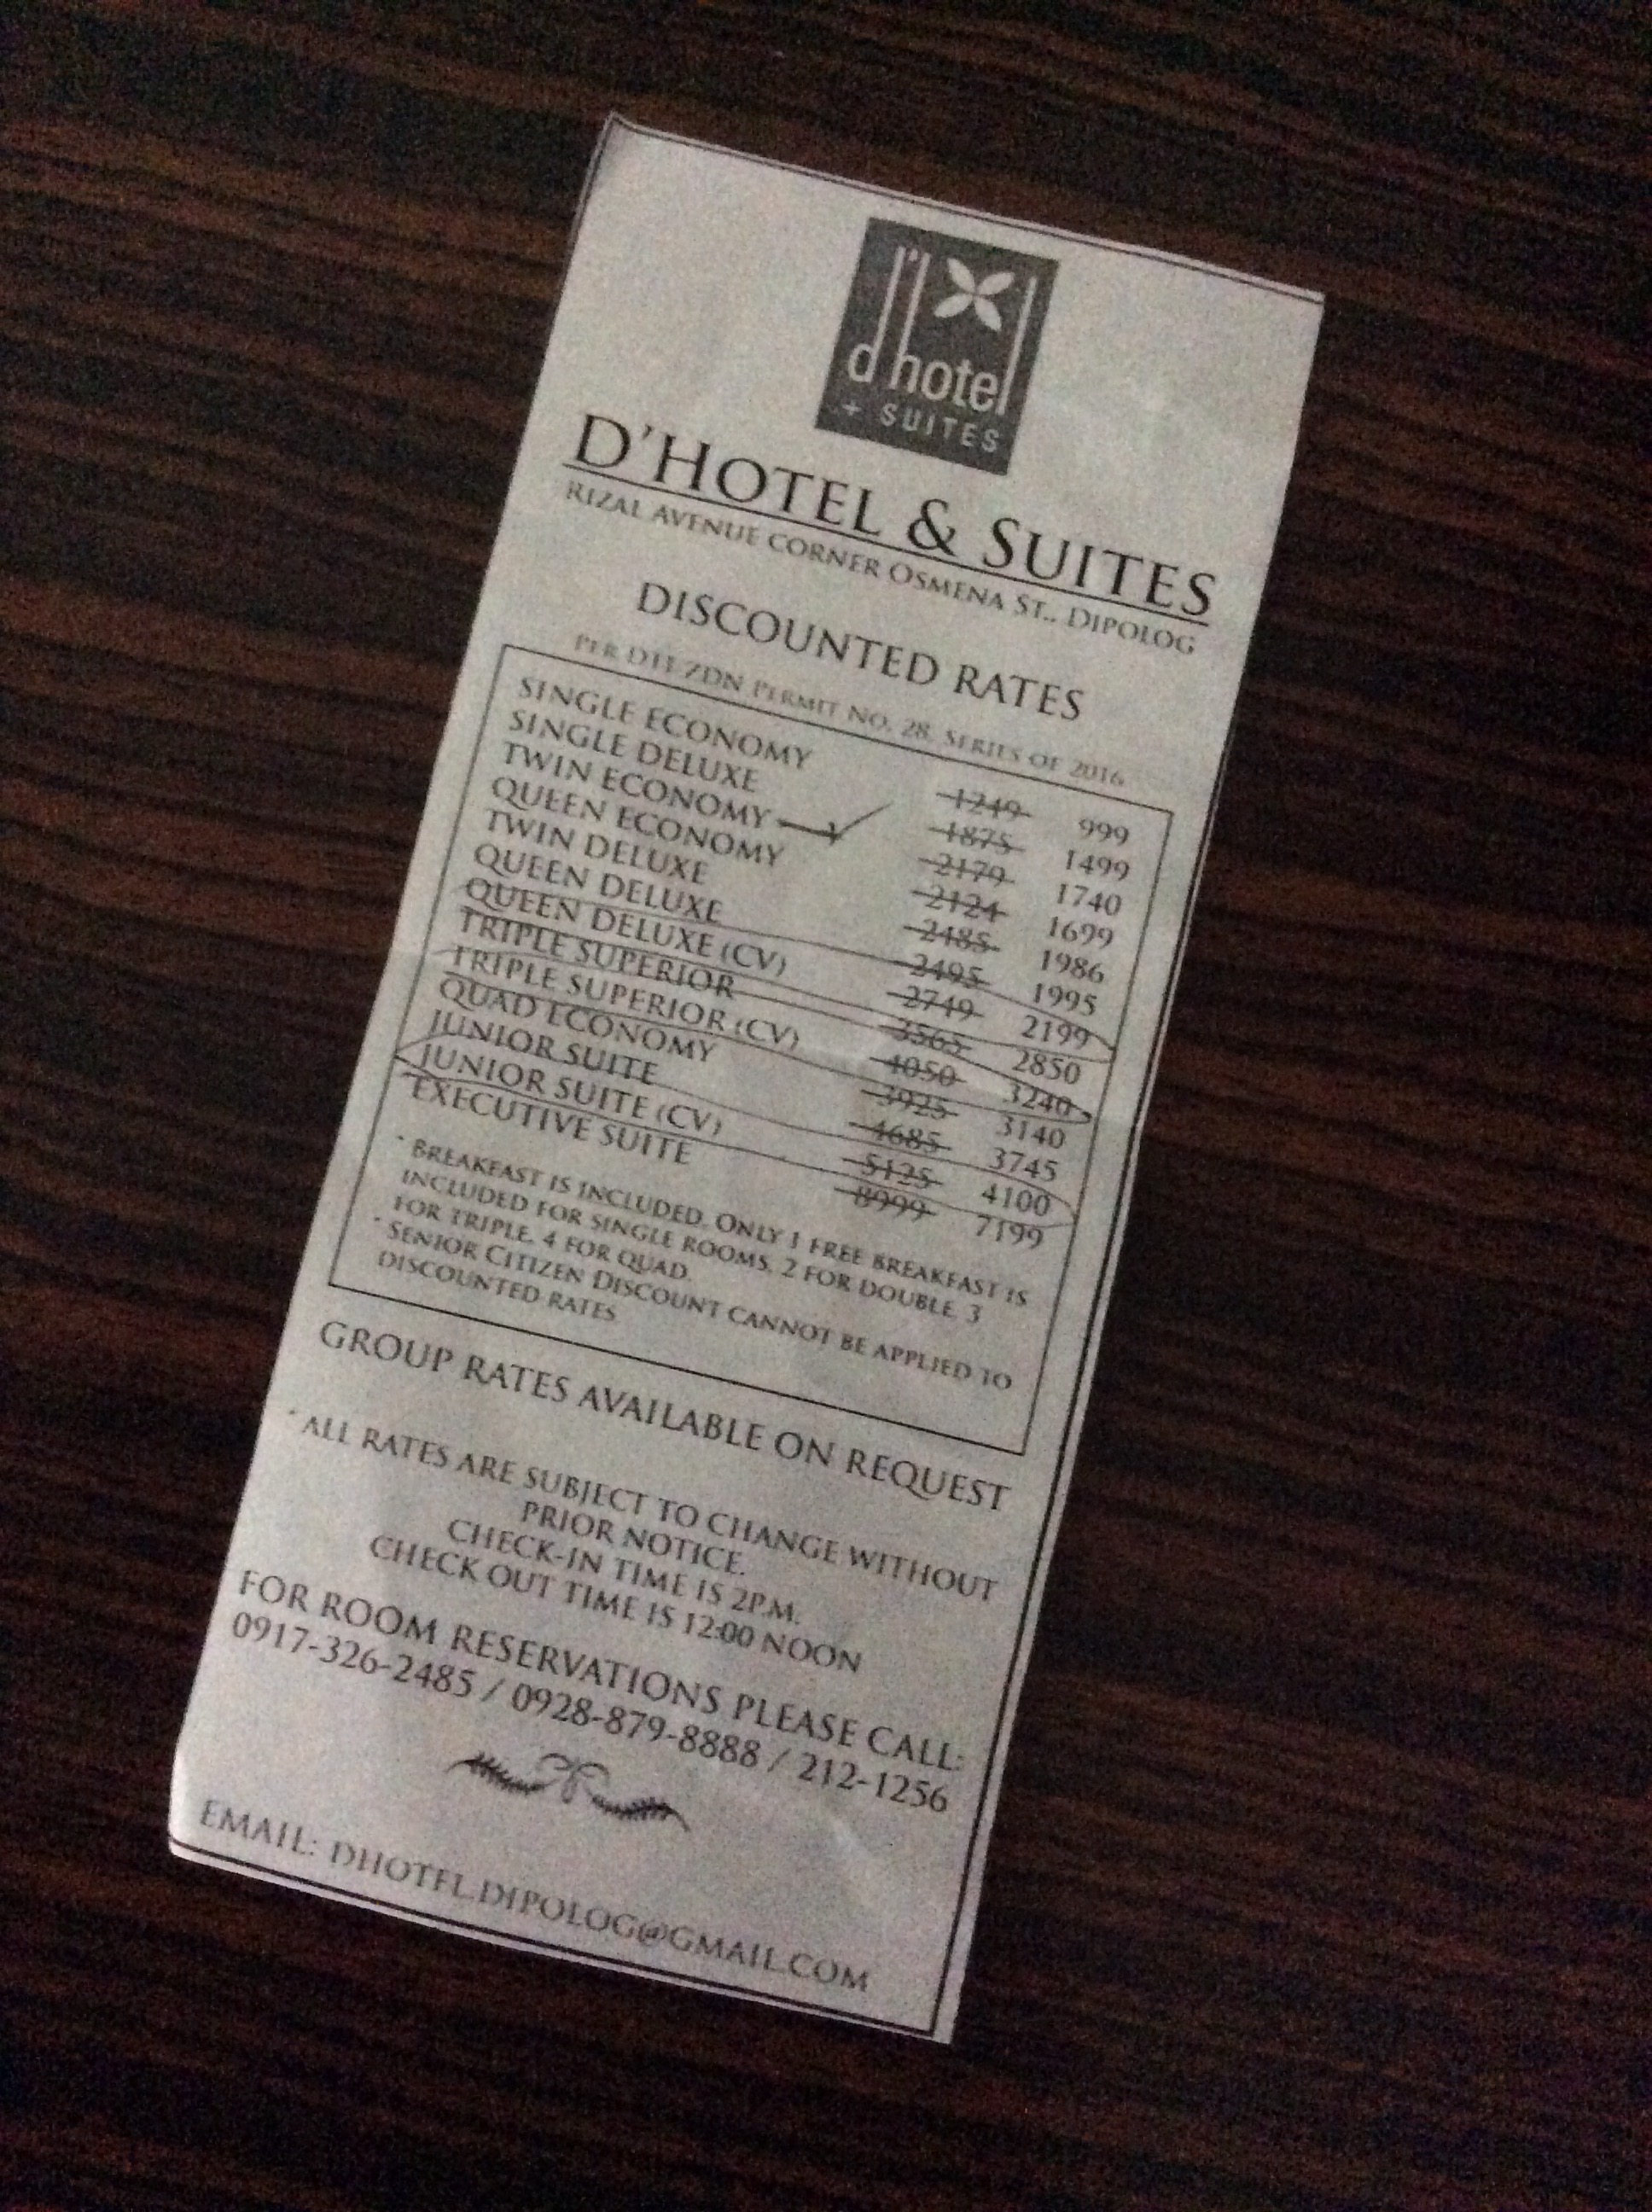 d'hotel
+ SUITES
D'HOTEL & SUITES
RIZAL AVENUE CORNER OSMENA ST., DIPOLOG
DISCOUNTED RATES
PER DTI-ZDN PERMIT NO. 28, SERIES OF 2016
SINGLE ECONOMY 1249 999
SINGLE DELUXE 1875 1499
TWIN ECONOMY 2179 1740
QUEEN ECONOMY 2124 1699
TWIN DELUXE 2485 1986
QUEEN DELUXE 2495 1995
QUEEN DELUXE (CV) 2749 2199
TRIPLE SUPERIOR 3565 2850
TRIPLE SUPERIOR (CV) 4050 3240
QUAD ECONOMY 3925 3140
JUNIOR SUITE 4685 3745
JUNIOR SUITE (CV) 5125 4100
EXECUTIVE SUITE 8999 7199
* BREAKFAST IS INCLUDED. ONLY 1 FREE BREAKFAST IS
INCLUDED FOR SINGLE ROOMS, 2 FOR DOUBLE, 3
FOR TRIPLE, 4 FOR QUAD.
* SENIOR CITIZEN DISCOUNT CANNOT BE APPLIED TO
DISCOUNTED RATES
GROUP RATES AVAILABLE ON REQUEST
* ALL RATES ARE SUBJECT TO CHANGE WITHOUT
PRIOR NOTICE.
CHECK-IN TIME IS 2P.M.
CHECK OUT TIME IS 12:00 NOON
FOR ROOM RESERVATIONS PLEASE CALL:
0917-326-2485 / 0928-879-8888 / 212-1256
EMAIL: DHOTEL.DIPOLOG@GMAIL.COM